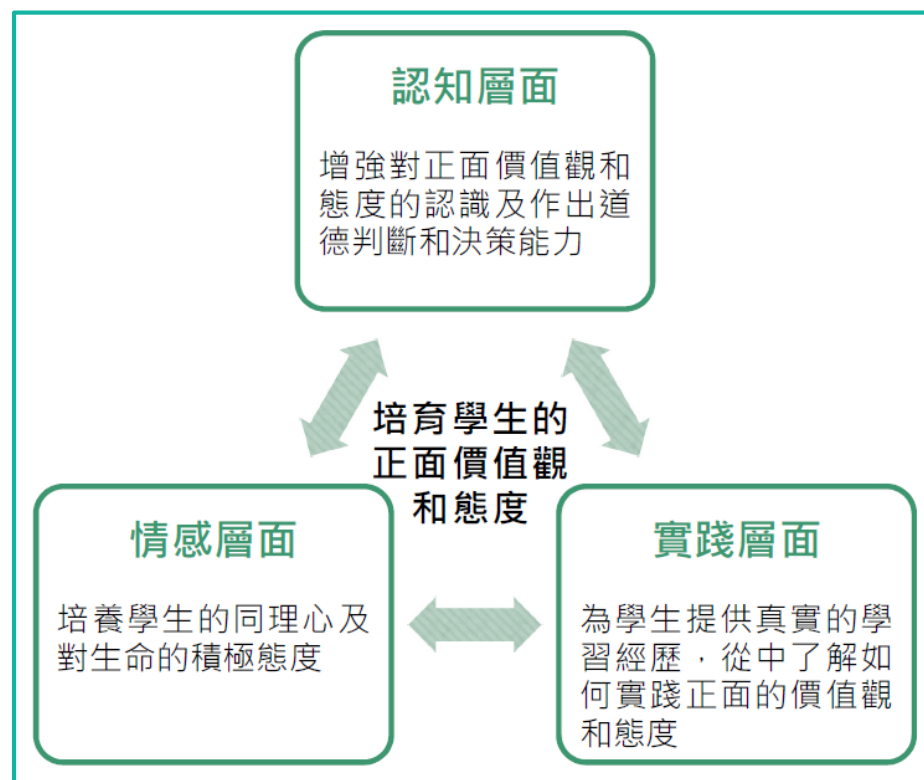 認知層面
增強對正面價值觀和
態度的認識及作出道
德判斷和決策能力
培育學生的
正面價值觀
和態度
情感層面
培養學生的同理心及
對生命的積極態度
實踐層面
為學生提供真實的學
習經歷，從中了解如
何實踐正面的價值觀
和態度